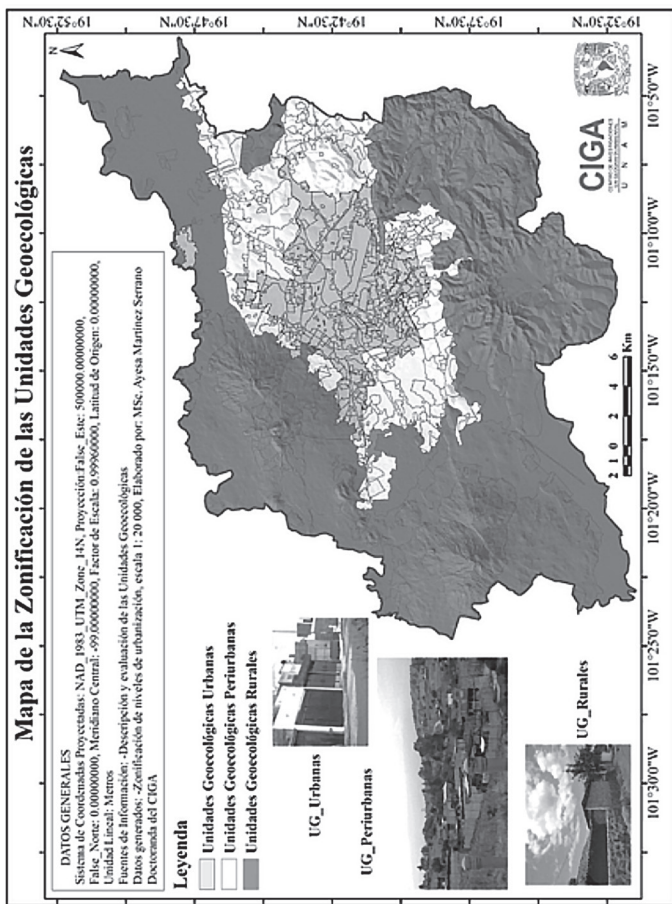 Mapa de la Zonificación de las Unidades Geoecológicas
DATOS GENERALES
Sistema de Coordenadas Proyectadas: NAD_1983_UTM_Zone_14N, Proyección:False_Este: 500000.00000000,
False_Norte: 0.00000000, Meridiano Central: -99.00000000, Factor de Escala: 0.99960000, Latitud de Origen: 0.00000000,
Unidad Lineal: Metros
Fuentes de Información: -Descripción y evaluación de las Unidades Geoecológicas
Datos generados: -Zonificación de niveles de urbanización, escala 1: 20 000, Elaborado por: MSc. Ayesa Martínez Serrano
Doctoranda del CIGA
Leyenda
Unidades Geoecológicas Urbanas
Unidades Geoecológicas Periurbanas
Unidades Geoecológicas Rurales
UG_Urbanas
UG_Periurbanas
UG_Rurales
N
19°52'30"N
19°47'30"N
19°42'30"N
19°37'30"N
19°32'30"N
101°30'0"W
101°25'0"W
101°20'0"W
101°15'0"W
101°10'0"W
101°5'0"W
2 1 0 2 4 6
Km
CIGA
CENTRO DE INVESTIGACIONES
EN GEOGRAFÍA AMBIENTAL
U N A M